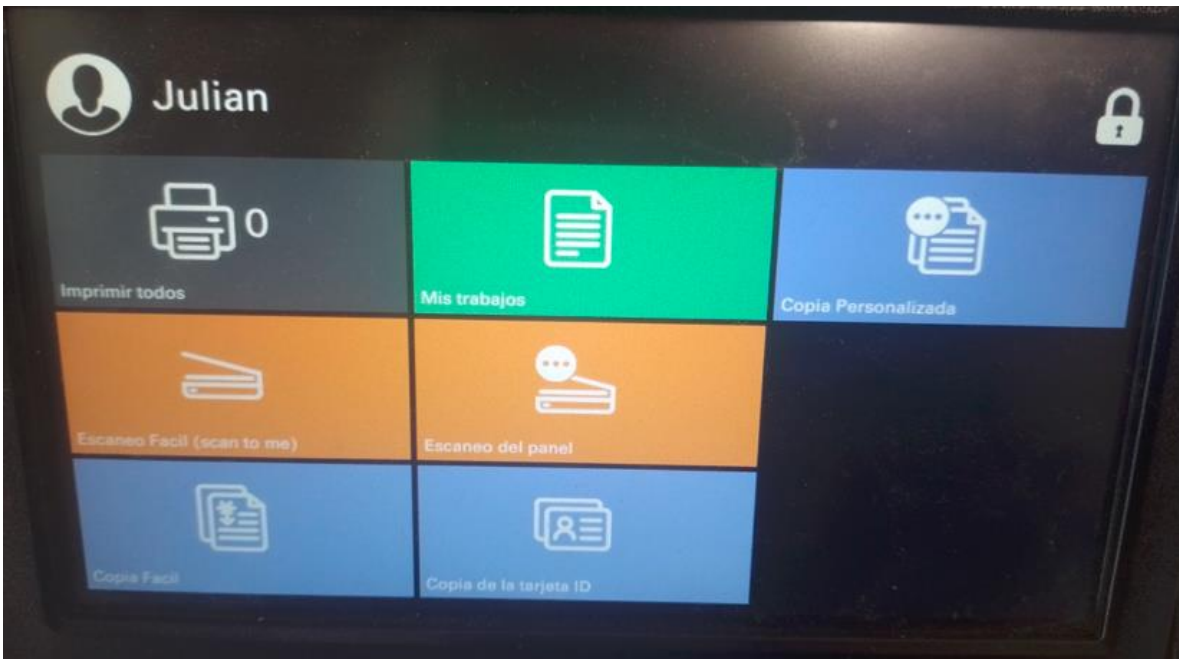 Julian
0
Imprimir todos
Mis trabajos
Copia Personalizada
Escaneo Facil (scan to me)
Escaneo del panel
Copia Facil
Copia de la tarjeta ID